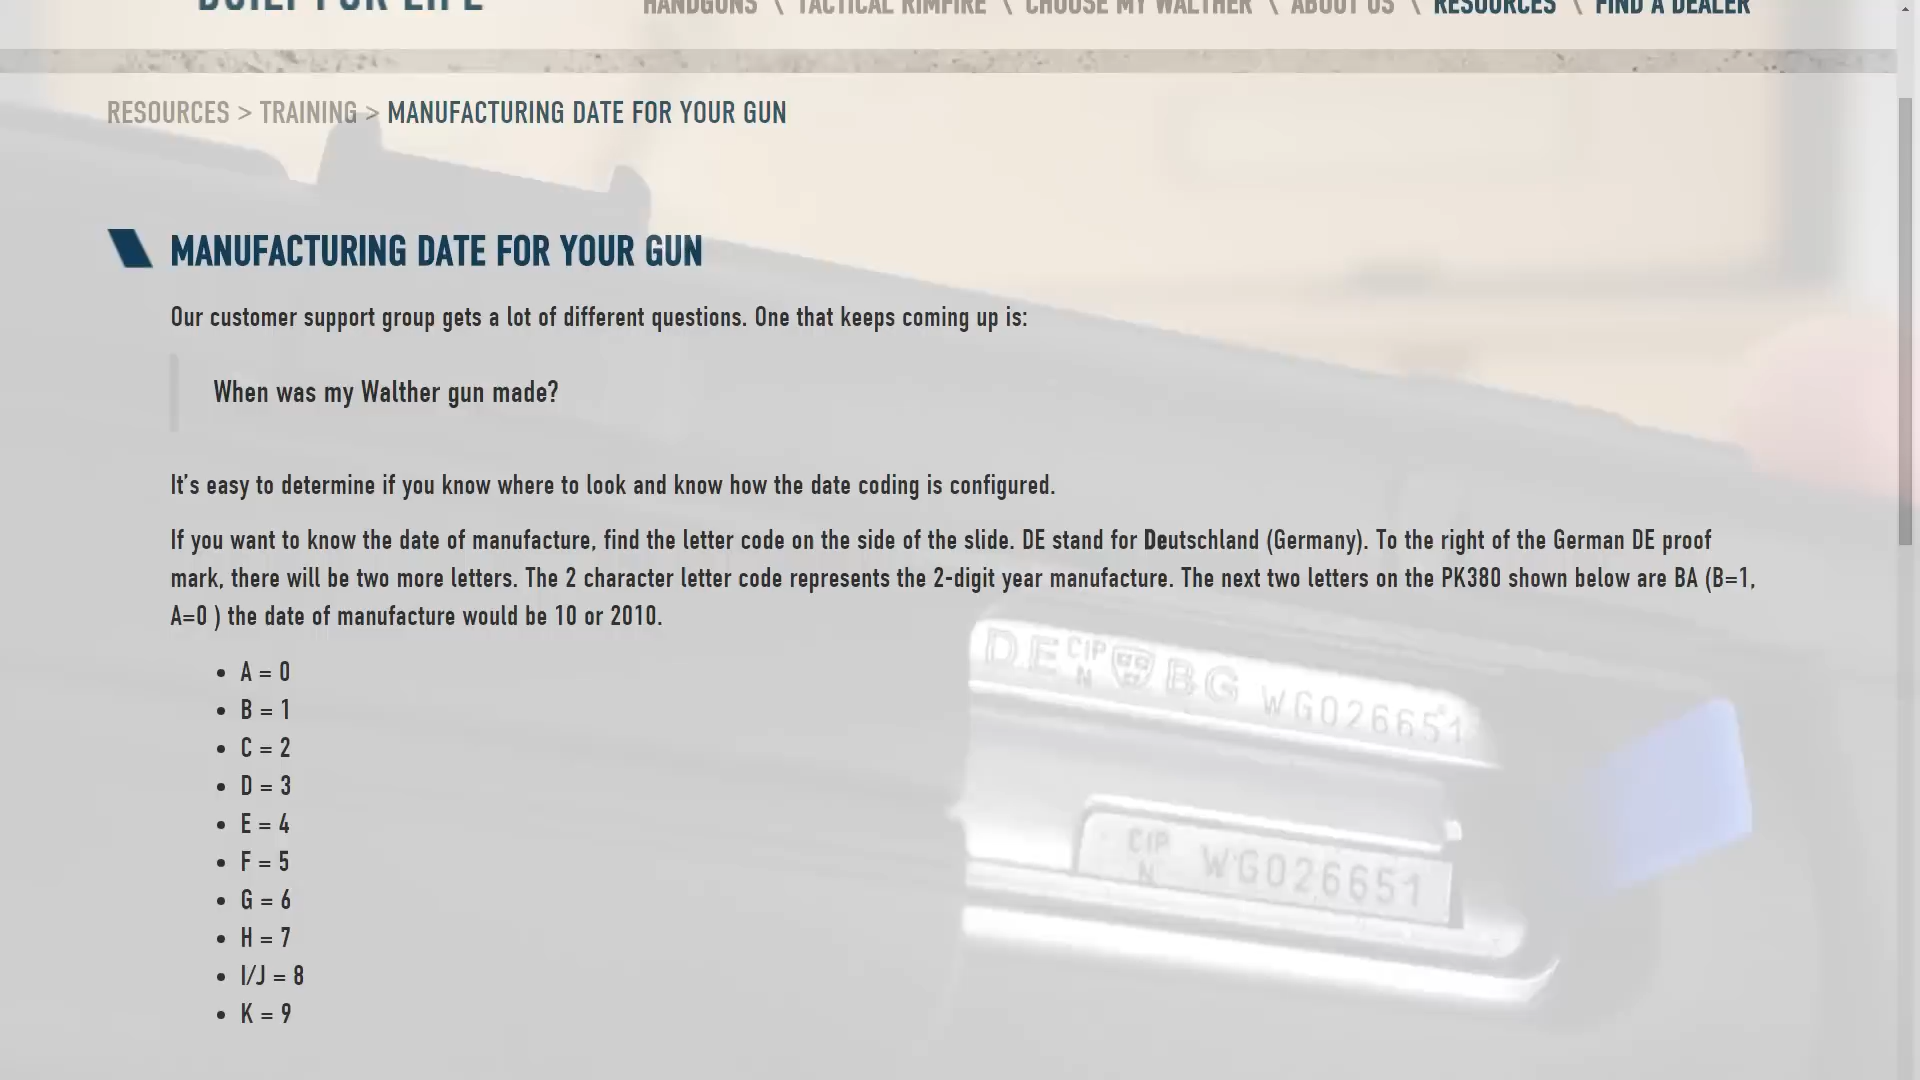 BUILT FOR LIFE
HANDGUNS \ TACTICAL RIMFIRE \ CHOOSE MY WALTHER \ ABOUT US \ RESOURCES \ FIND A DEALER
RESOURCES > TRAINING > MANUFACTURING DATE FOR YOUR GUN
MANUFACTURING DATE FOR YOUR GUN
Our customer support group gets a lot of different questions. One that keeps coming up is:
When was my Walther gun made?
It's easy to determine if you know where to look and know how the date coding is configured.
If you want to know the date of manufacture, find the letter code on the side of the slide. DE stand for Deutschland (Germany). To the right of the German DE proof
mark, there will be two more letters. The 2 character letter code represents the 2-digit year manufacture. The next two letters on the PK380 shown below are BA (B=1,
A=0 ) the date of manufacture would be 10 or 2010.
• A = 0
• B = 1
• C = 2
• D = 3
• E = 4
• F = 5
• G = 6
• H = 7
• I/J = 8
• K = 9
DE CIP N BG WG026651
CIP
N WG026651